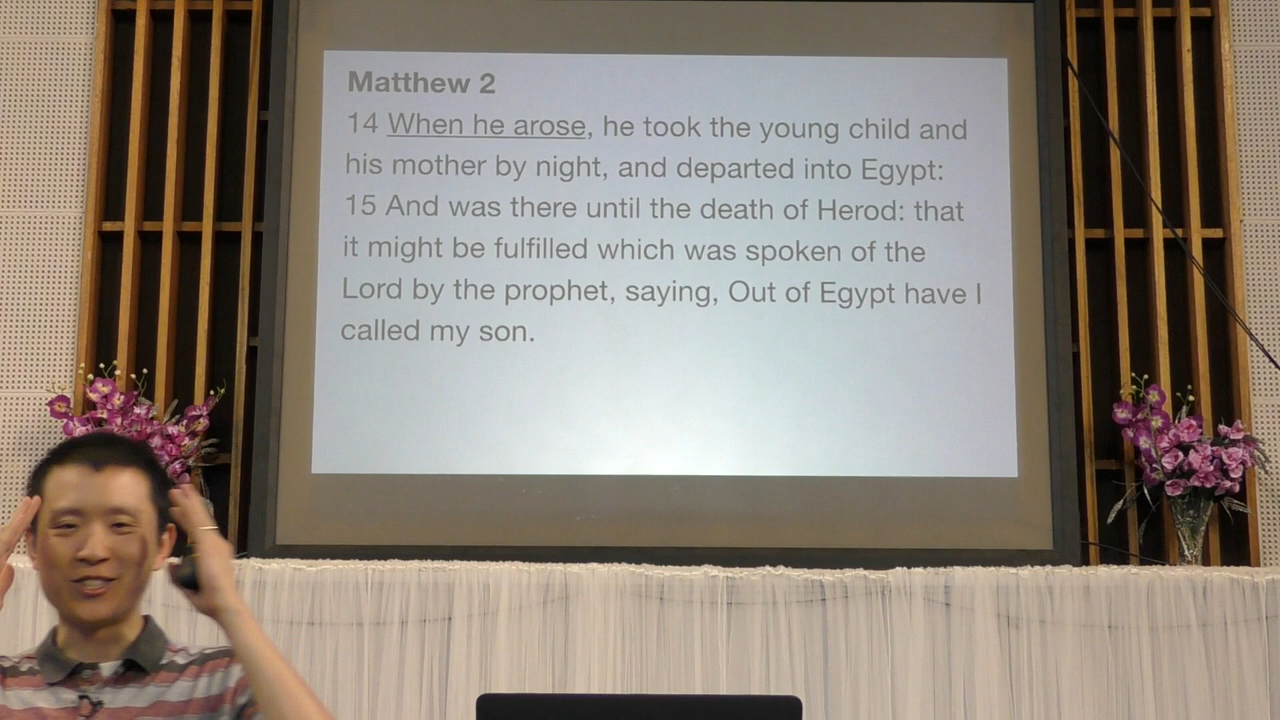 Matthew 2
14 When he arose, he took the young child and
his mother by night, and departed into Egypt:
15 And was there until the death of Herod: that
it might be fulfilled which was spoken of the
Lord by the prophet, saying, Out of Egypt have I
called my son.